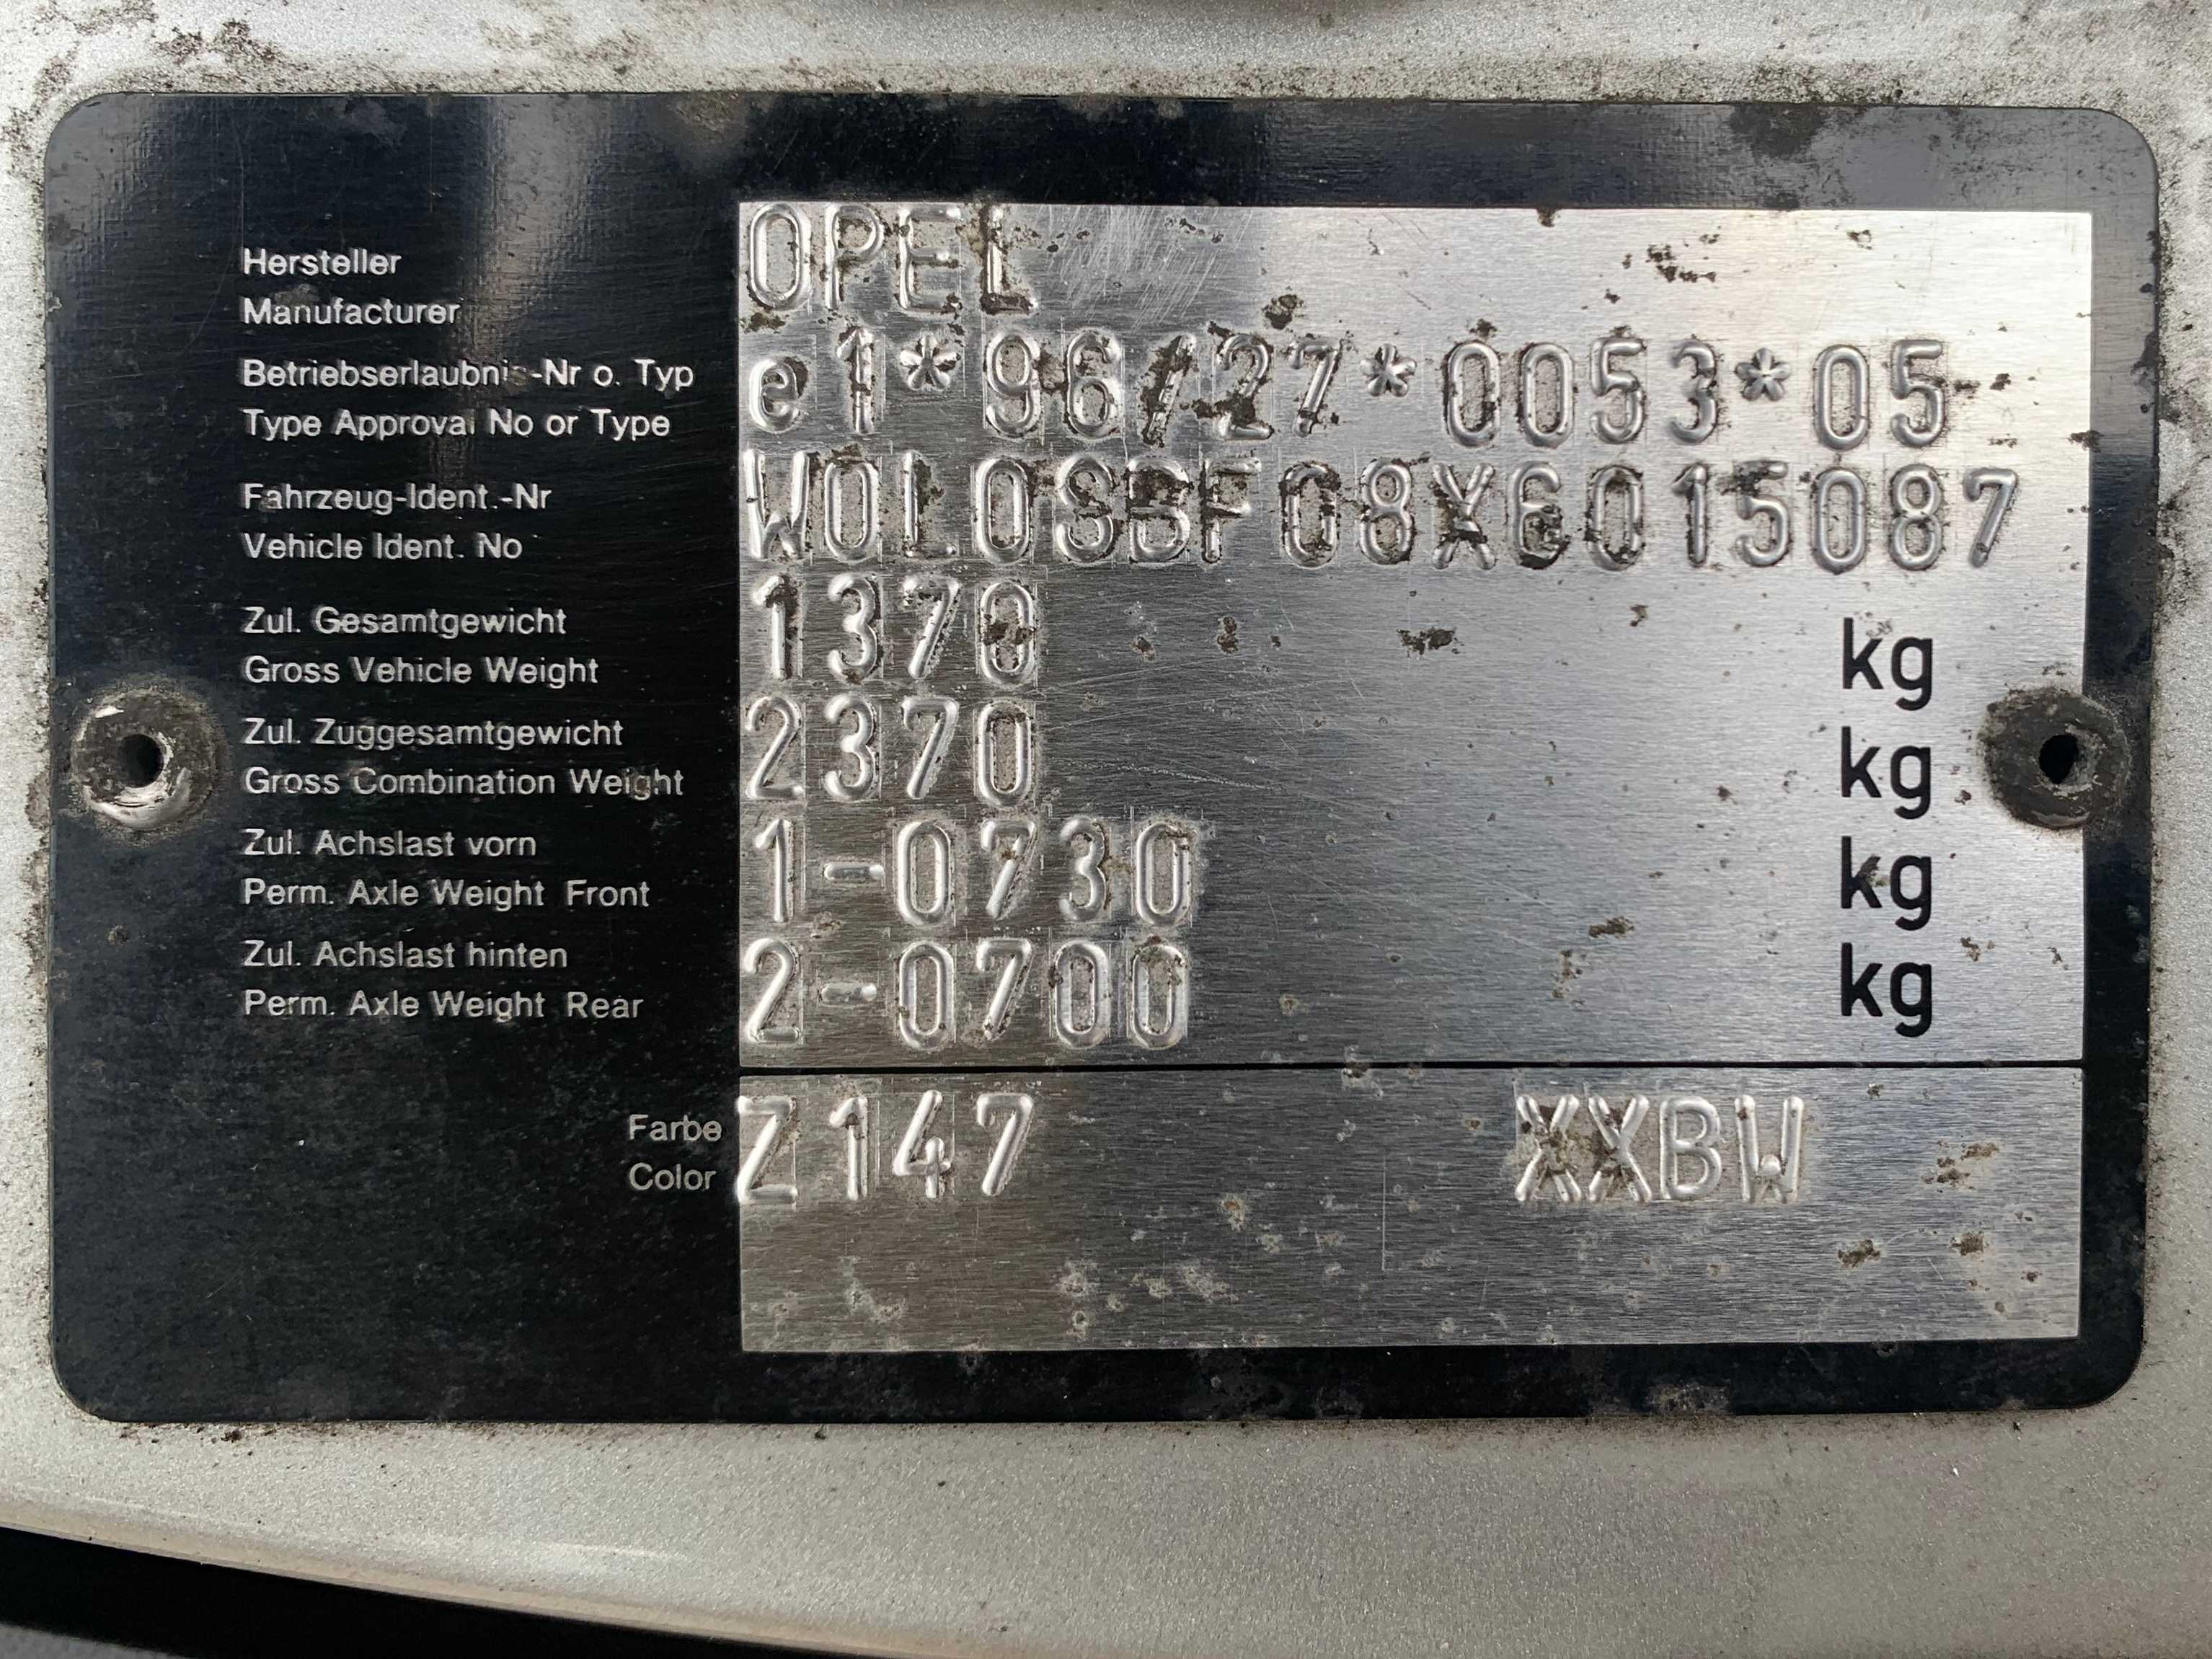 Hersteller
Manufacturer
OPEL
Betriebserlaubnis-Nr o. Typ
Type Approval No or Type
e1*96/27*0053*05
Fahrzeug-Ident.-Nr
Vehicle Ident. No
W0L0SBF08X6015087
Zul. Gesamtgewicht
Gross Vehicle Weight
1370 kg
Zul. Zuggesamtgewicht
Gross Combination Weight
2370 kg
Zul. Achslast vorn
Perm. Axle Weight Front
1-0730 kg
Zul. Achslast hinten
Perm. Axle Weight Rear
2-0700 kg
Farbe
Color
Z147 XXBW